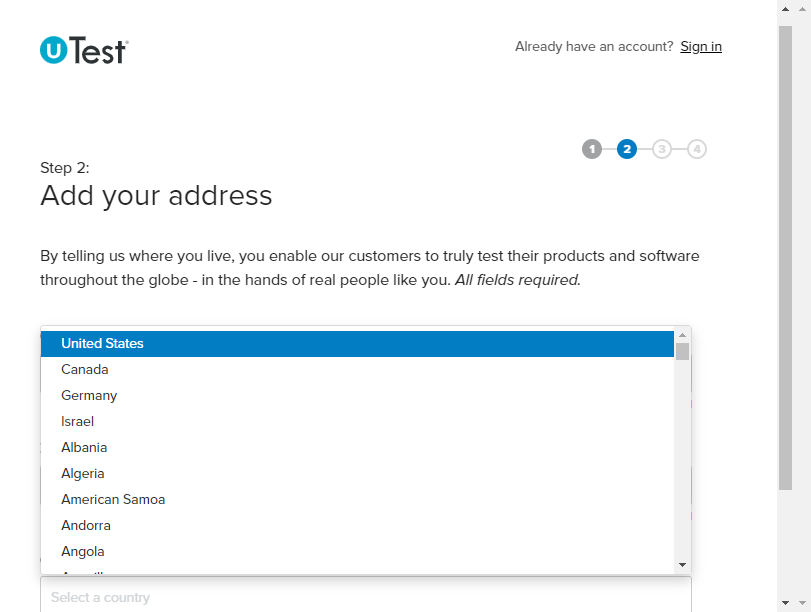 uTest
Already have an account? Sign in
1 2 3 4
Step 2:
Add your address
By telling us where you live, you enable our customers to truly test their products and software
throughout the globe - in the hands of real people like you. All fields required.
United States
Canada
Germany
Israel
Albania
Algeria
American Samoa
Andorra
Angola
Select a country